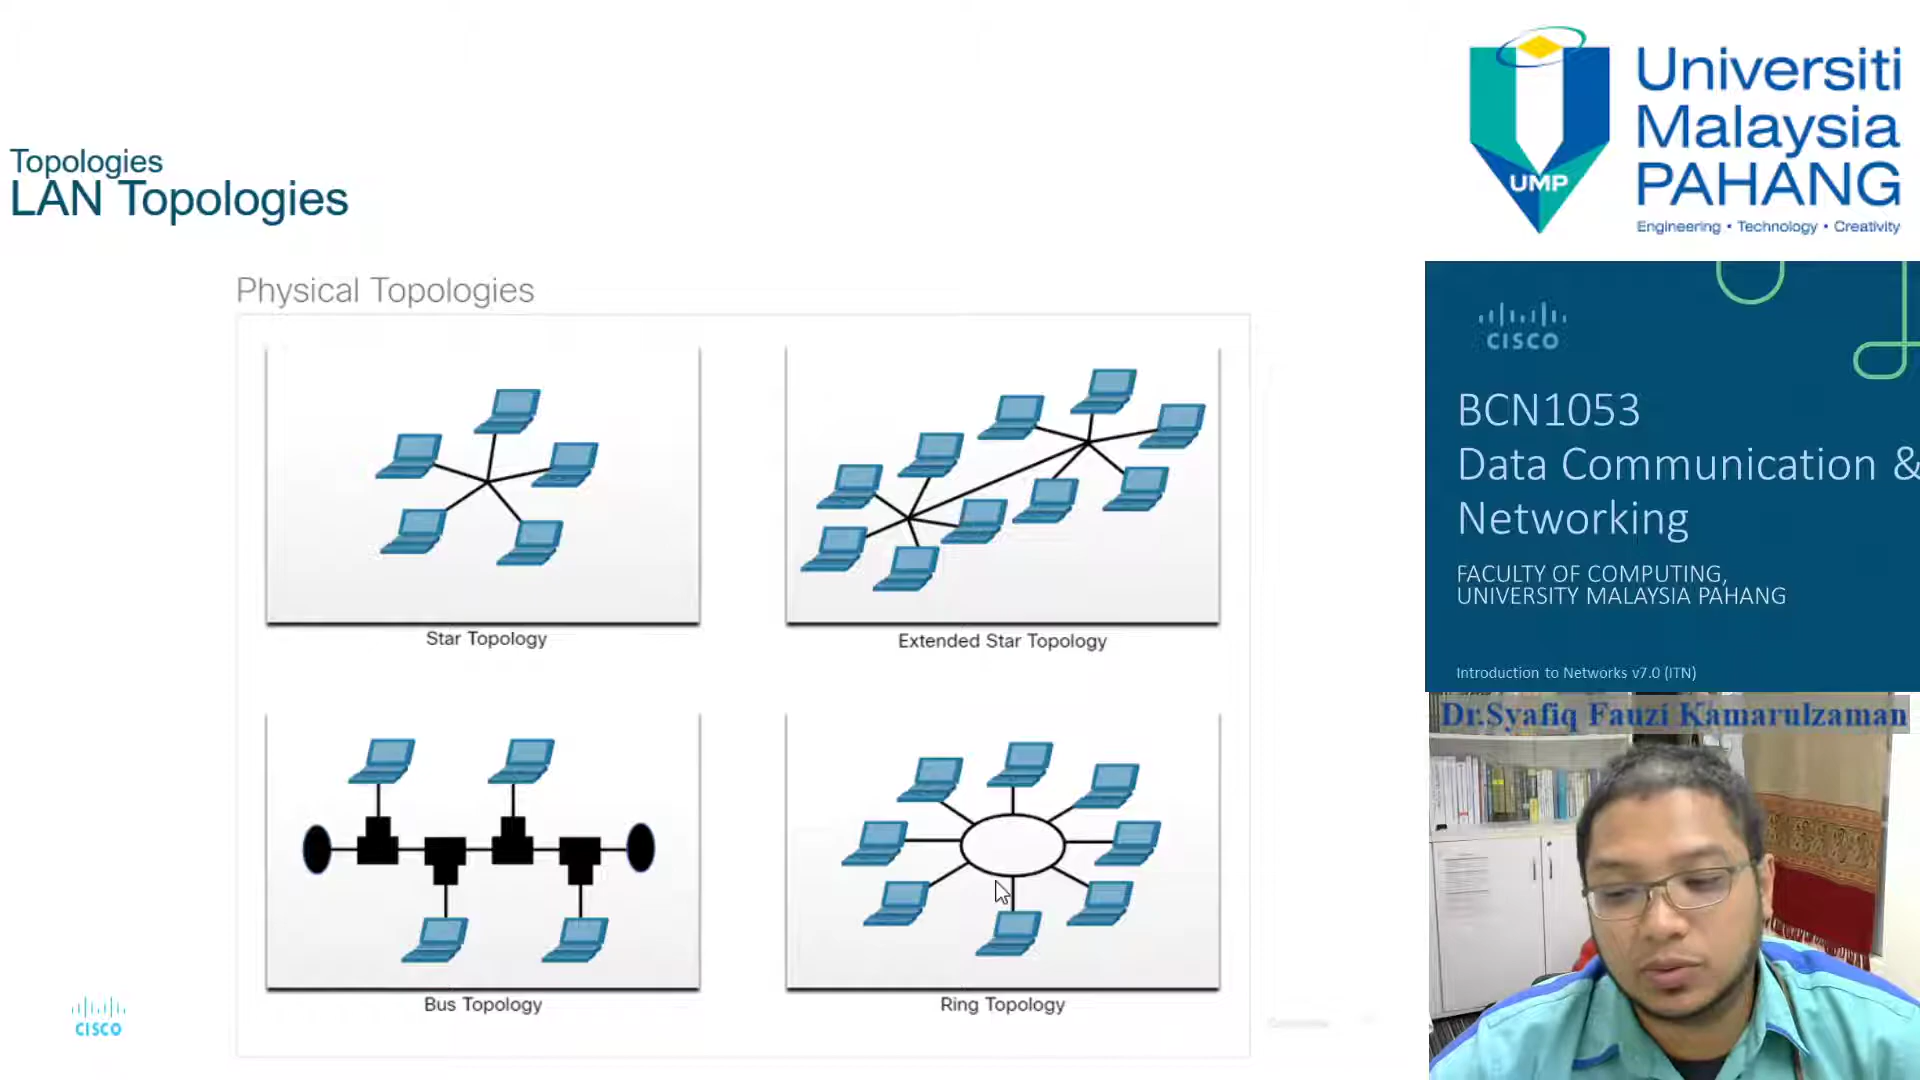 Topologies
LAN Topologies
Physical Topologies
Star Topology
Extended Star Topology
Bus Topology
Ring Topology
CISCO
UMP
Universiti
Malaysia
PAHANG
Engineering • Technology • Creativity
CISCO
BCN1053
Data Communication &
Networking
FACULTY OF COMPUTING,
UNIVERSITY MALAYSIA PAHANG
Introduction to Networks v7.0 (ITN)
Dr.Syafiq Fauzi Kamarulzaman